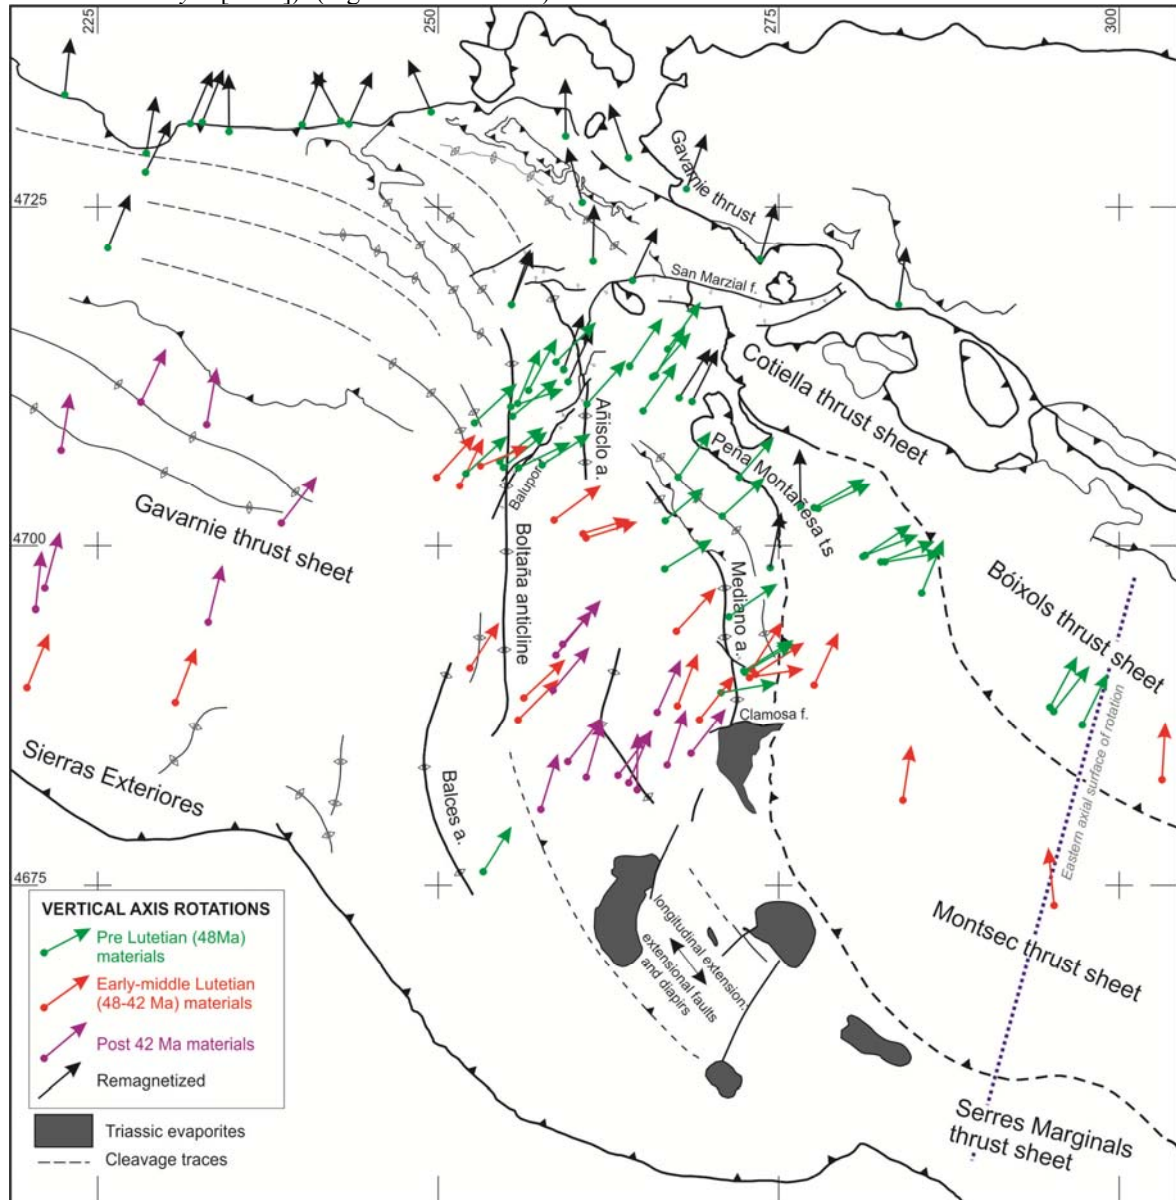 225
250
275
300
4725
Gavarnie thrust
San Marzial f.
Cotiella thrust sheet
Añisclo a.
Peña Montañesa ts
Balupor
4700
Gavarnie thrust sheet
Boltaña anticline
Mediano a.
Bóixols thrust sheet
Clamosa f.
Eastern axial surface of rotation
Sierras Exteriores
Balces a.
4675
longitudinal extension:
extensional faults
and diapirs
Montsec thrust sheet
Serres Marginals
thrust sheet
VERTICAL AXIS ROTATIONS
Pre Lutetian (48Ma)
materials
Early-middle Lutetian
(48-42 Ma) materials
Post 42 Ma materials
Remagnetized
Triassic evaporites
Cleavage traces